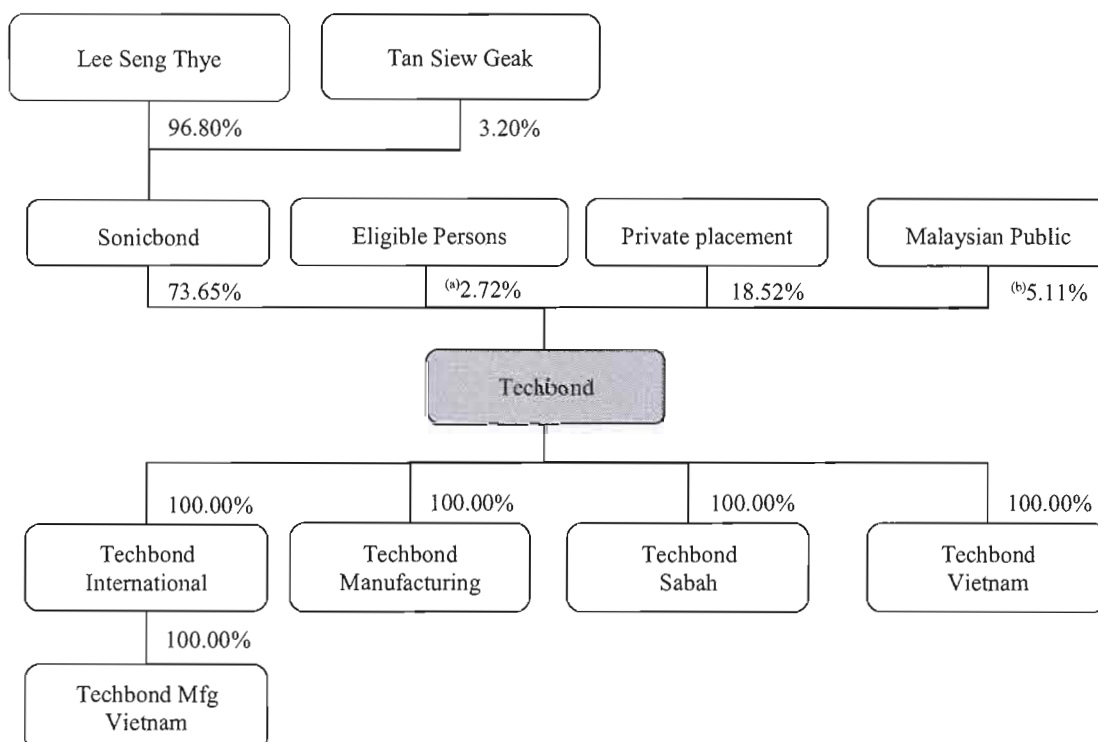 Lee Seng Thye
Tan Siew Geak
96.80%
3.20%
Sonicbond
Eligible Persons
Private placement
Malaysian Public
73.65%
(a)2.72%
18.52%
(b)5.11%
Techbond
100.00%
100.00%
100.00%
100.00%
Techbond
International
Techbond
Manufacturing
Techbond
Sabah
Techbond
Vietnam
100.00%
Techbond Mfg
Vietnam